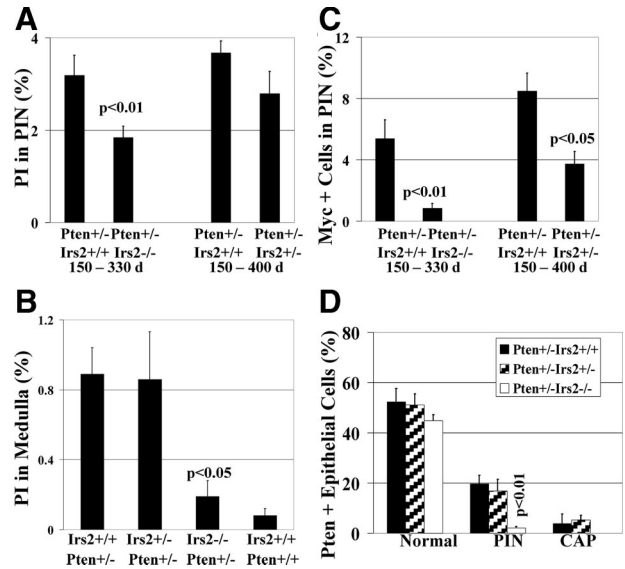 A
PI in PIN (%)
4
2
0
p<0.01
Pten+/- Pten+/-
Irs2+/+ Irs2-/-
150 – 330 d
Pten+/- Pten+/-
Irs2+/+ Irs2+/-
150 – 400 d
C
Myc + Cells in PIN (%)
12
8
4
0
p<0.01
p<0.05
Pten+/- Pten+/-
Irs2+/+ Irs2-/-
150 – 330 d
Pten+/- Pten+/-
Irs2+/+ Irs2+/-
150 – 400 d
B
PI in Medulla (%)
1.2
0.8
0.4
0
p<0.05
Irs2+/+ Irs2+/- Irs2-/- Irs2+/+
Pten+/- Pten+/- Pten+/- Pten+/+
D
Pten + Epithelial Cells (%)
80
60
40
20
0
Pten+/-Irs2+/+
Pten+/-Irs2+/-
Pten+/-Irs2-/-
p<0.01
Normal PIN CAP